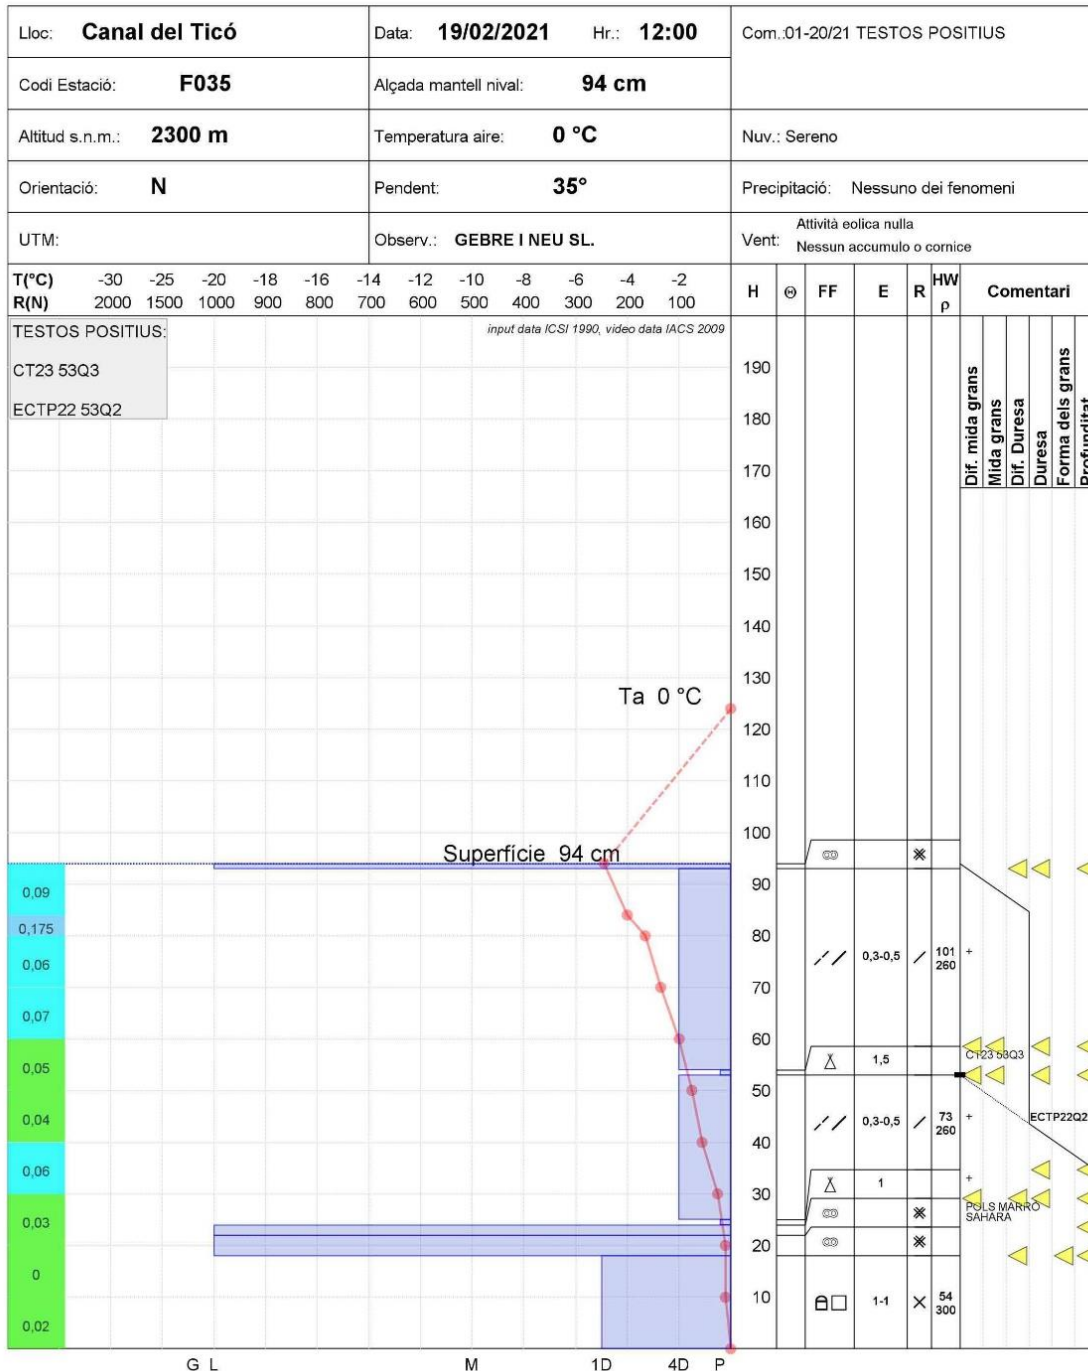 Lloc: Canal del Ticó Data: 19/02/2021 Hr.: 12:00 Com.:01-20/21 TESTOS POSITIUS
Codi Estació: F035 Alçada mantell nival: 94 cm
Altitud s.n.m.: 2300 m Temperatura aire: 0 °C Nuv.: Sereno
Orientació: N Pendent: 35° Precipitació: Nessuno dei fenomeni
UTM: Observ.: GEBRE I NEU SL. Vent: Attività eolica nulla
Nessun accumulo o cornice
T(°C) -30 -25 -20 -18 -16 -14 -12 -10 -8 -6 -4 -2
R(N) 2000 1500 1000 900 800 700 600 500 400 300 200 100
H Θ FF E R HW ρ Comentari
TESTOS POSITIUS:
CT23 53Q3
ECTP22 53Q2
input data ICSI 1990, video data IACS 2009
Dif. mida grans
Mida grans
Dif. Duresa
Duresa
Forma dels grans
Profunditat
190
180
170
160
150
140
130
Ta 0 °C
120
110
100
Superfície 94 cm
90
0,09
0,175
80
0,06
0,3-0,5 101 +
260
70
0,07
60
0,05
1,5 CT23 53Q3
50
0,04
0,3-0,5 73 + ECTP22Q2
260
40
0,06
1 +
30
0,03
POLS MARRO
SAHARA
20
0
10
1-1 54
300
0,02
G L M 1D 4D P